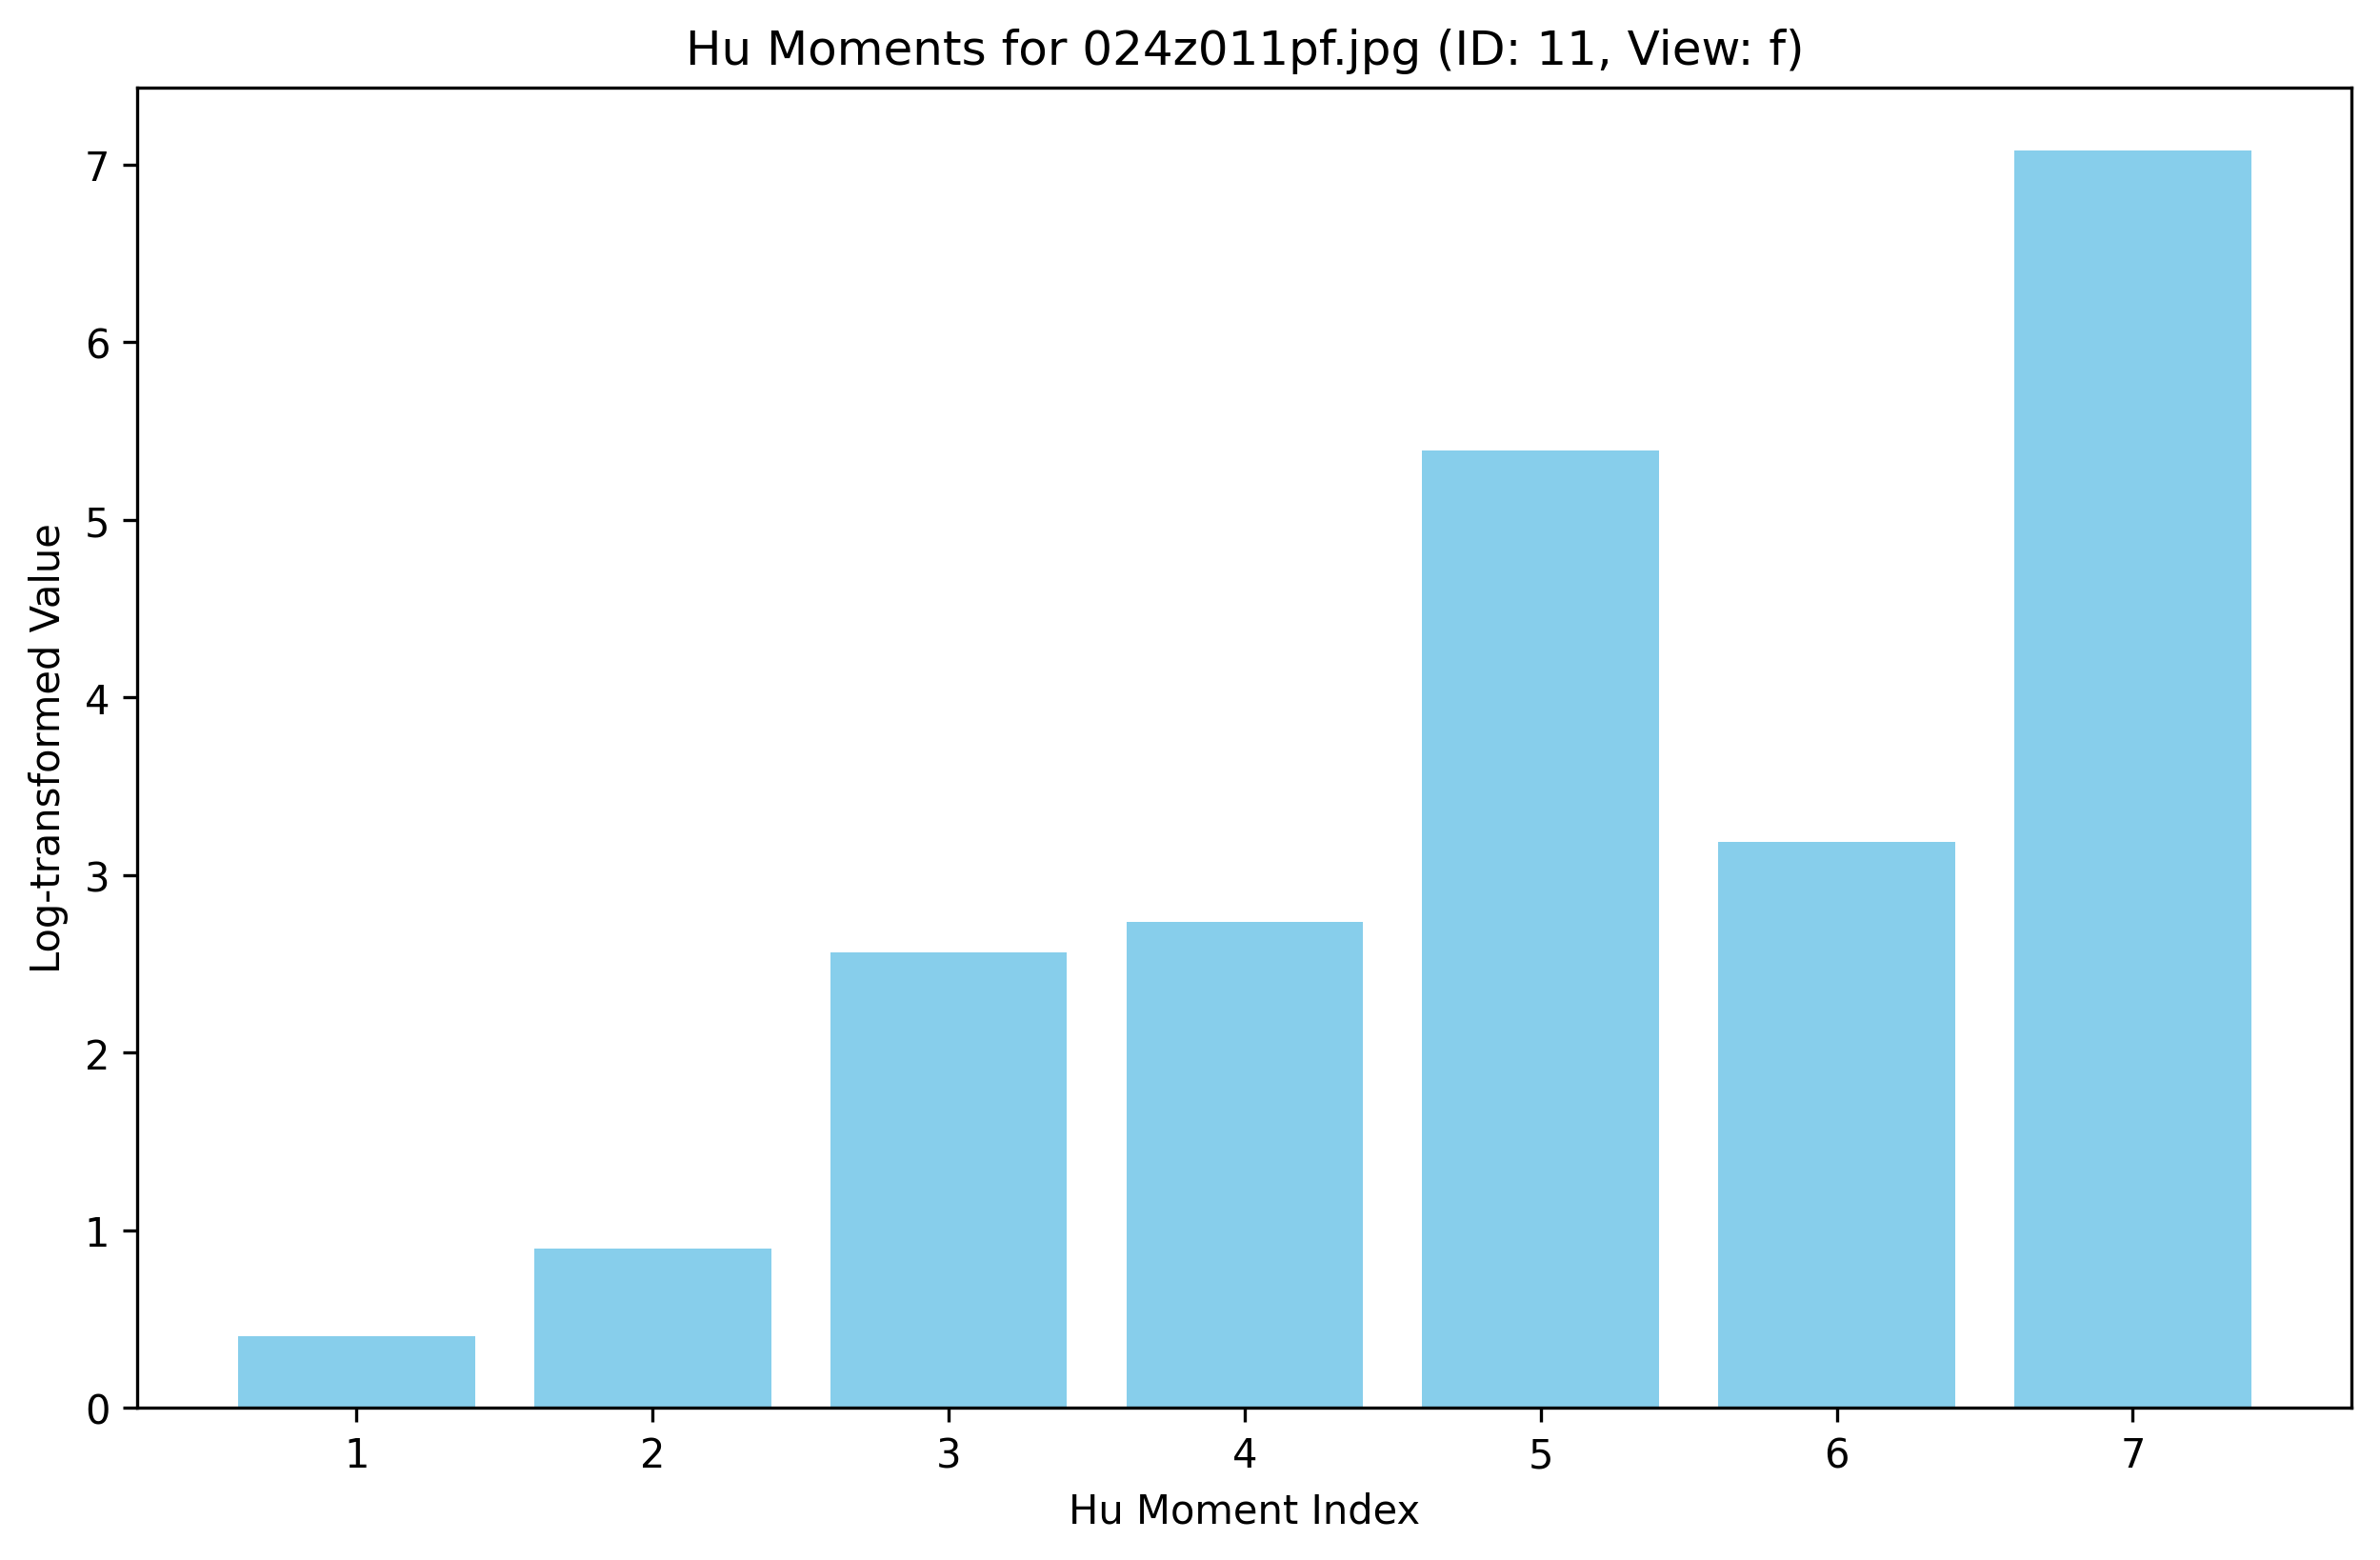 Hu Moments for 024z011pf.jpg (ID: 11, View: f)
Log-transformed Value
7
6
5
4
3
2
1
0
1 2 3 4 5 6 7
Hu Moment Index